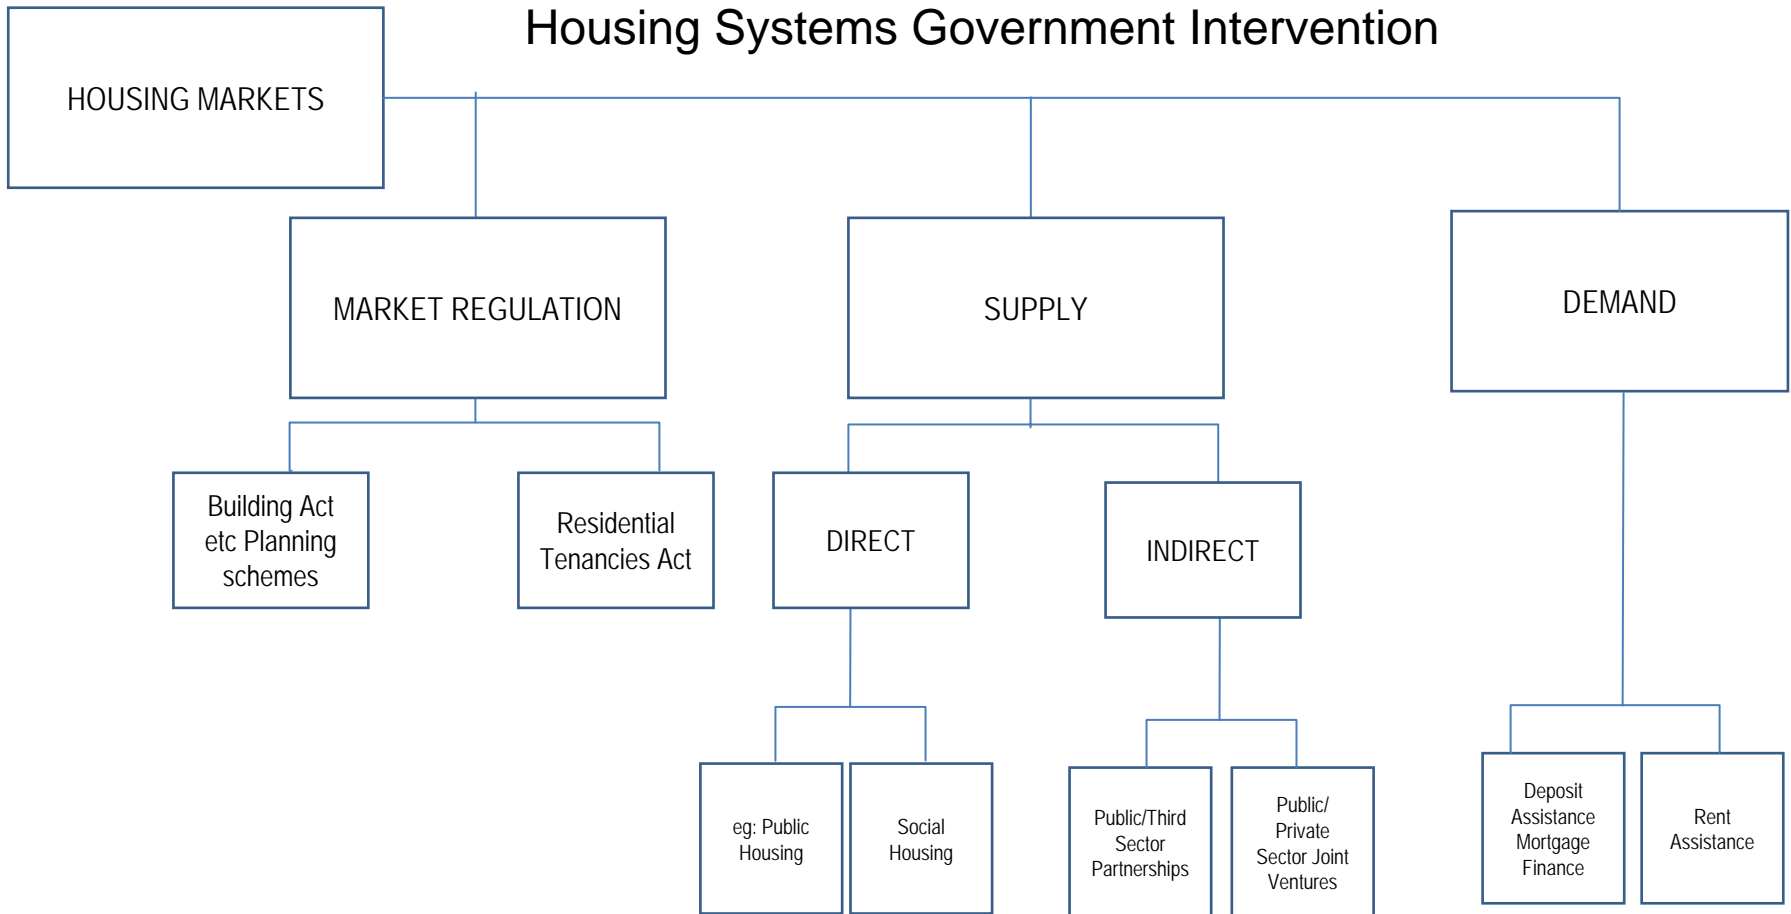 Housing Systems Government Intervention
HOUSING MARKETS
MARKET REGULATION
SUPPLY
DEMAND
Building Act
etc Planning
schemes
Residential
Tenancies Act
DIRECT
INDIRECT
eg: Public
Housing
Social
Housing
Public/Third
Sector
Partnerships
Public/
Private
Sector Joint
Ventures
Deposit
Assistance
Mortgage
Finance
Rent
Assistance